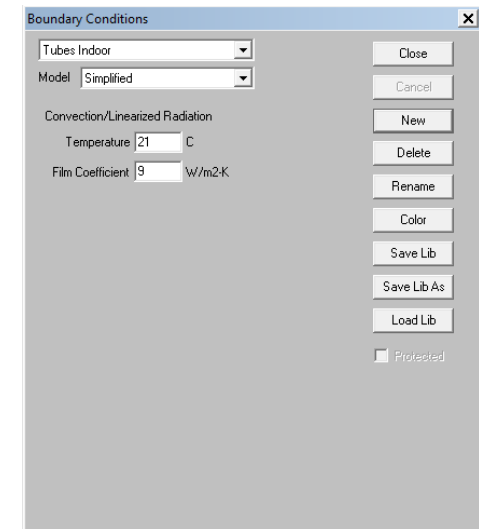 Boundary Conditions
Tubes Indoor
Model Simplified
Convection/Linearized Radiation
Temperature 21 C
Film Coefficient 9 W/m2-K
Close
Cancel
New
Delete
Rename
Color
Save Lib
Save Lib As
Load Lib
Protected